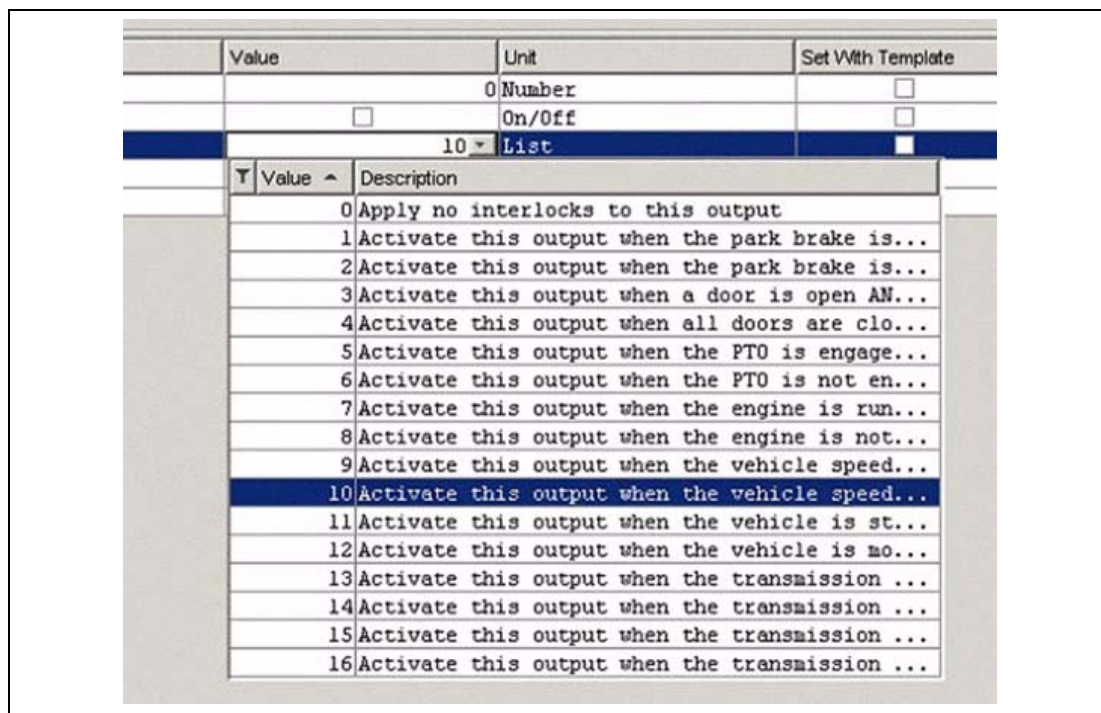 Value Unit Set With Template
0 Number
On/Off
10 List
Value Description
0 Apply no interlocks to this output
1 Activate this output when the park brake is...
2 Activate this output when the park brake is...
3 Activate this output when a door is open AN...
4 Activate this output when all doors are clo...
5 Activate this output when the PTO is engage...
6 Activate this output when the PTO is not en...
7 Activate this output when the engine is run...
8 Activate this output when the engine is not...
9 Activate this output when the vehicle speed...
10 Activate this output when the vehicle speed...
11 Activate this output when the vehicle is st...
12 Activate this output when the vehicle is mo...
13 Activate this output when the transmission ...
14 Activate this output when the transmission ...
15 Activate this output when the transmission ...
16 Activate this output when the transmission ...